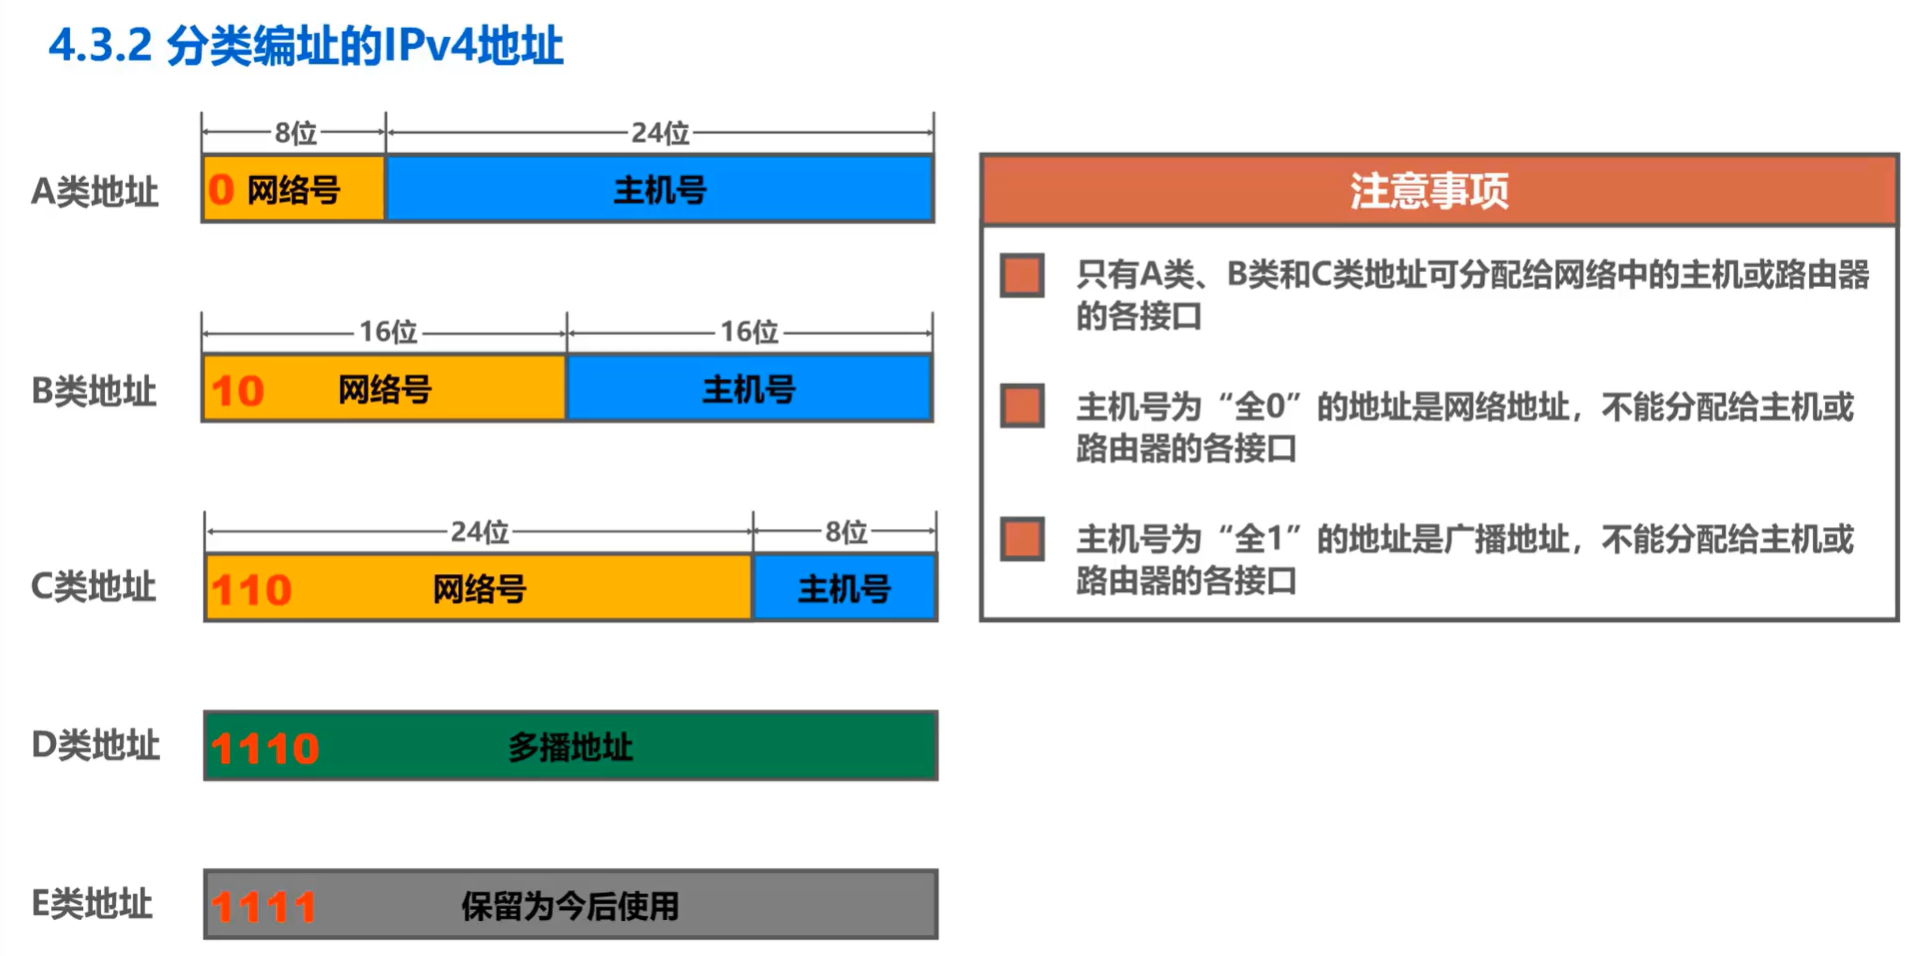 4.3.2 分类编址的IPv4地址
8位 24位
A类地址 0 网络号 主机号
16位 16位
B类地址 10 网络号 主机号
24位 8位
C类地址 110 网络号 主机号
D类地址 1110 多播地址
E类地址 1111 保留为今后使用
注意事项
只有A类、B类和C类地址可分配给网络中的主机或路由器
的各接口
主机号为“全0”的地址是网络地址，不能分配给主机或
路由器的各接口
主机号为“全1”的地址是广播地址，不能分配给主机或
路由器的各接口